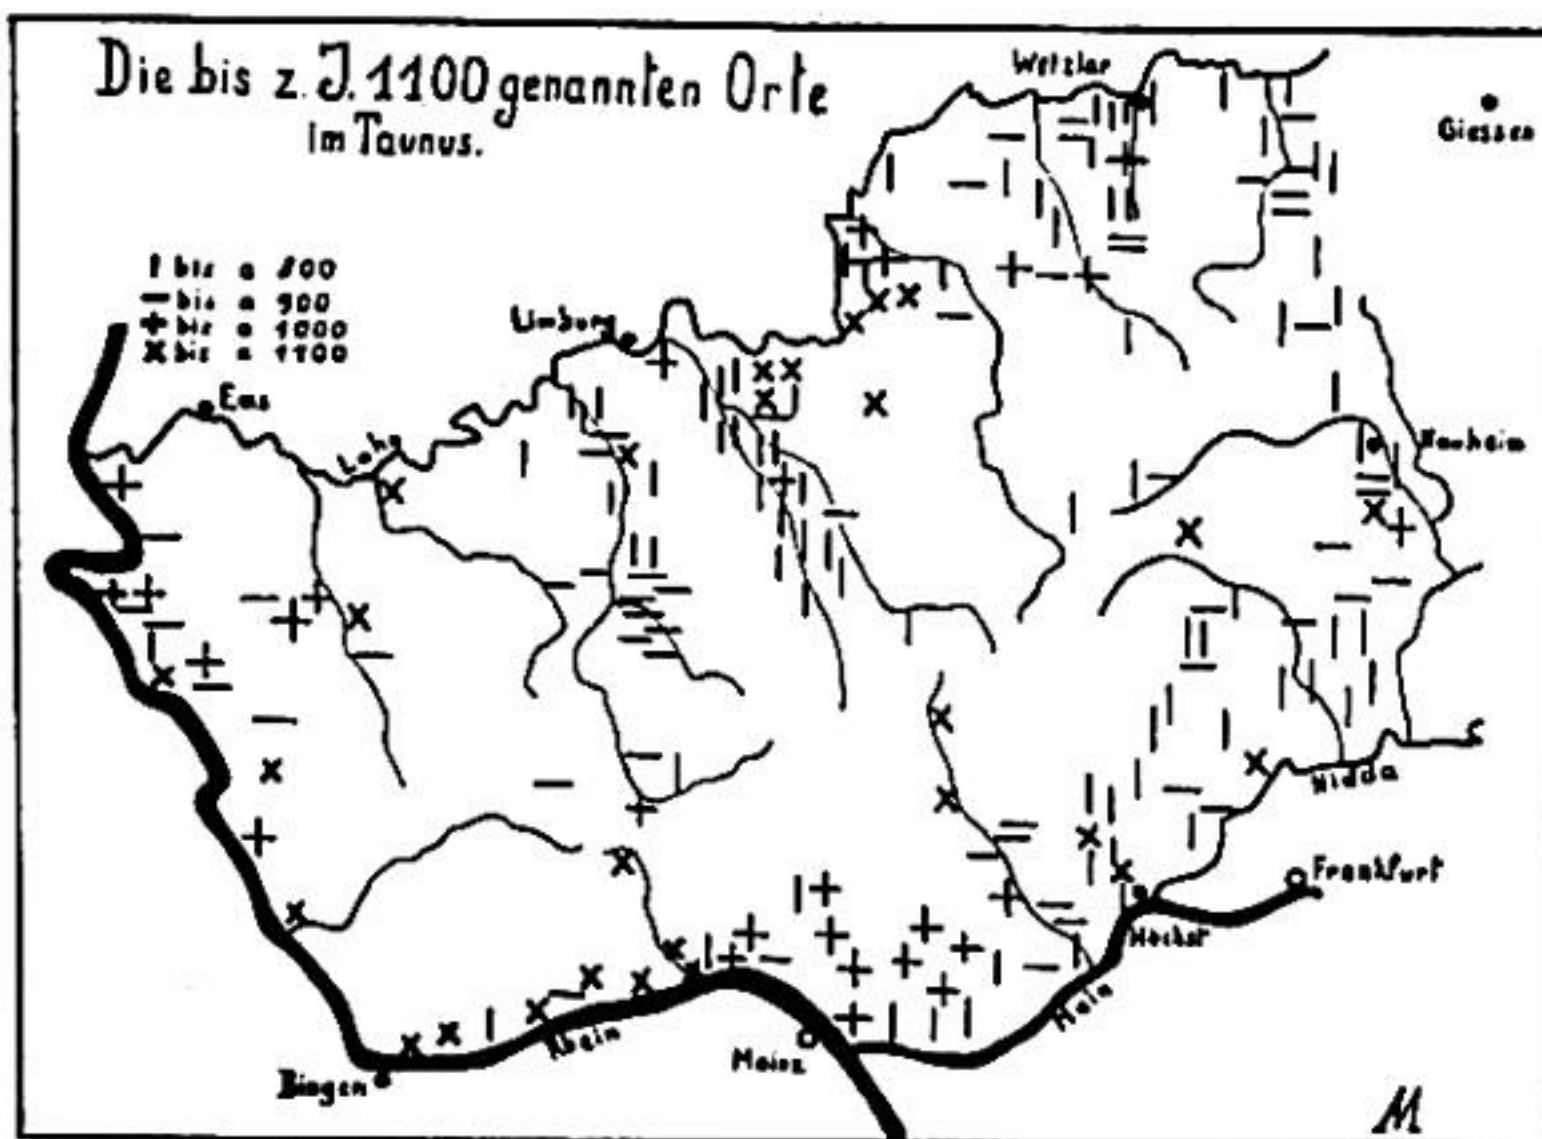 Die bis z. J. 1100 genannten Orte
im Taunus.
Wetzlar
Giessen
I bis a 800
— bis a 900
+ bis a 1000
x bis a 1100
Limburg
Ems
Lahn
Nauheim
Nidda
Frankfurt
Höchst
Main
Rhein
Mainz
Bingen
M